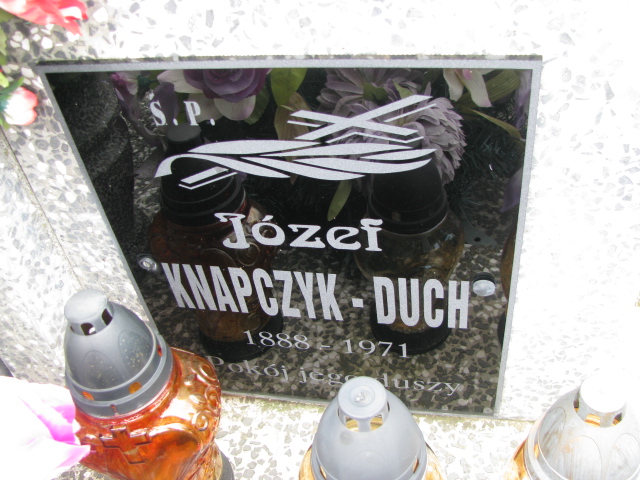 Ś.P.
Józef
KNAPCZYK - DUCH
1888 - 1971
Pokój jego duszy